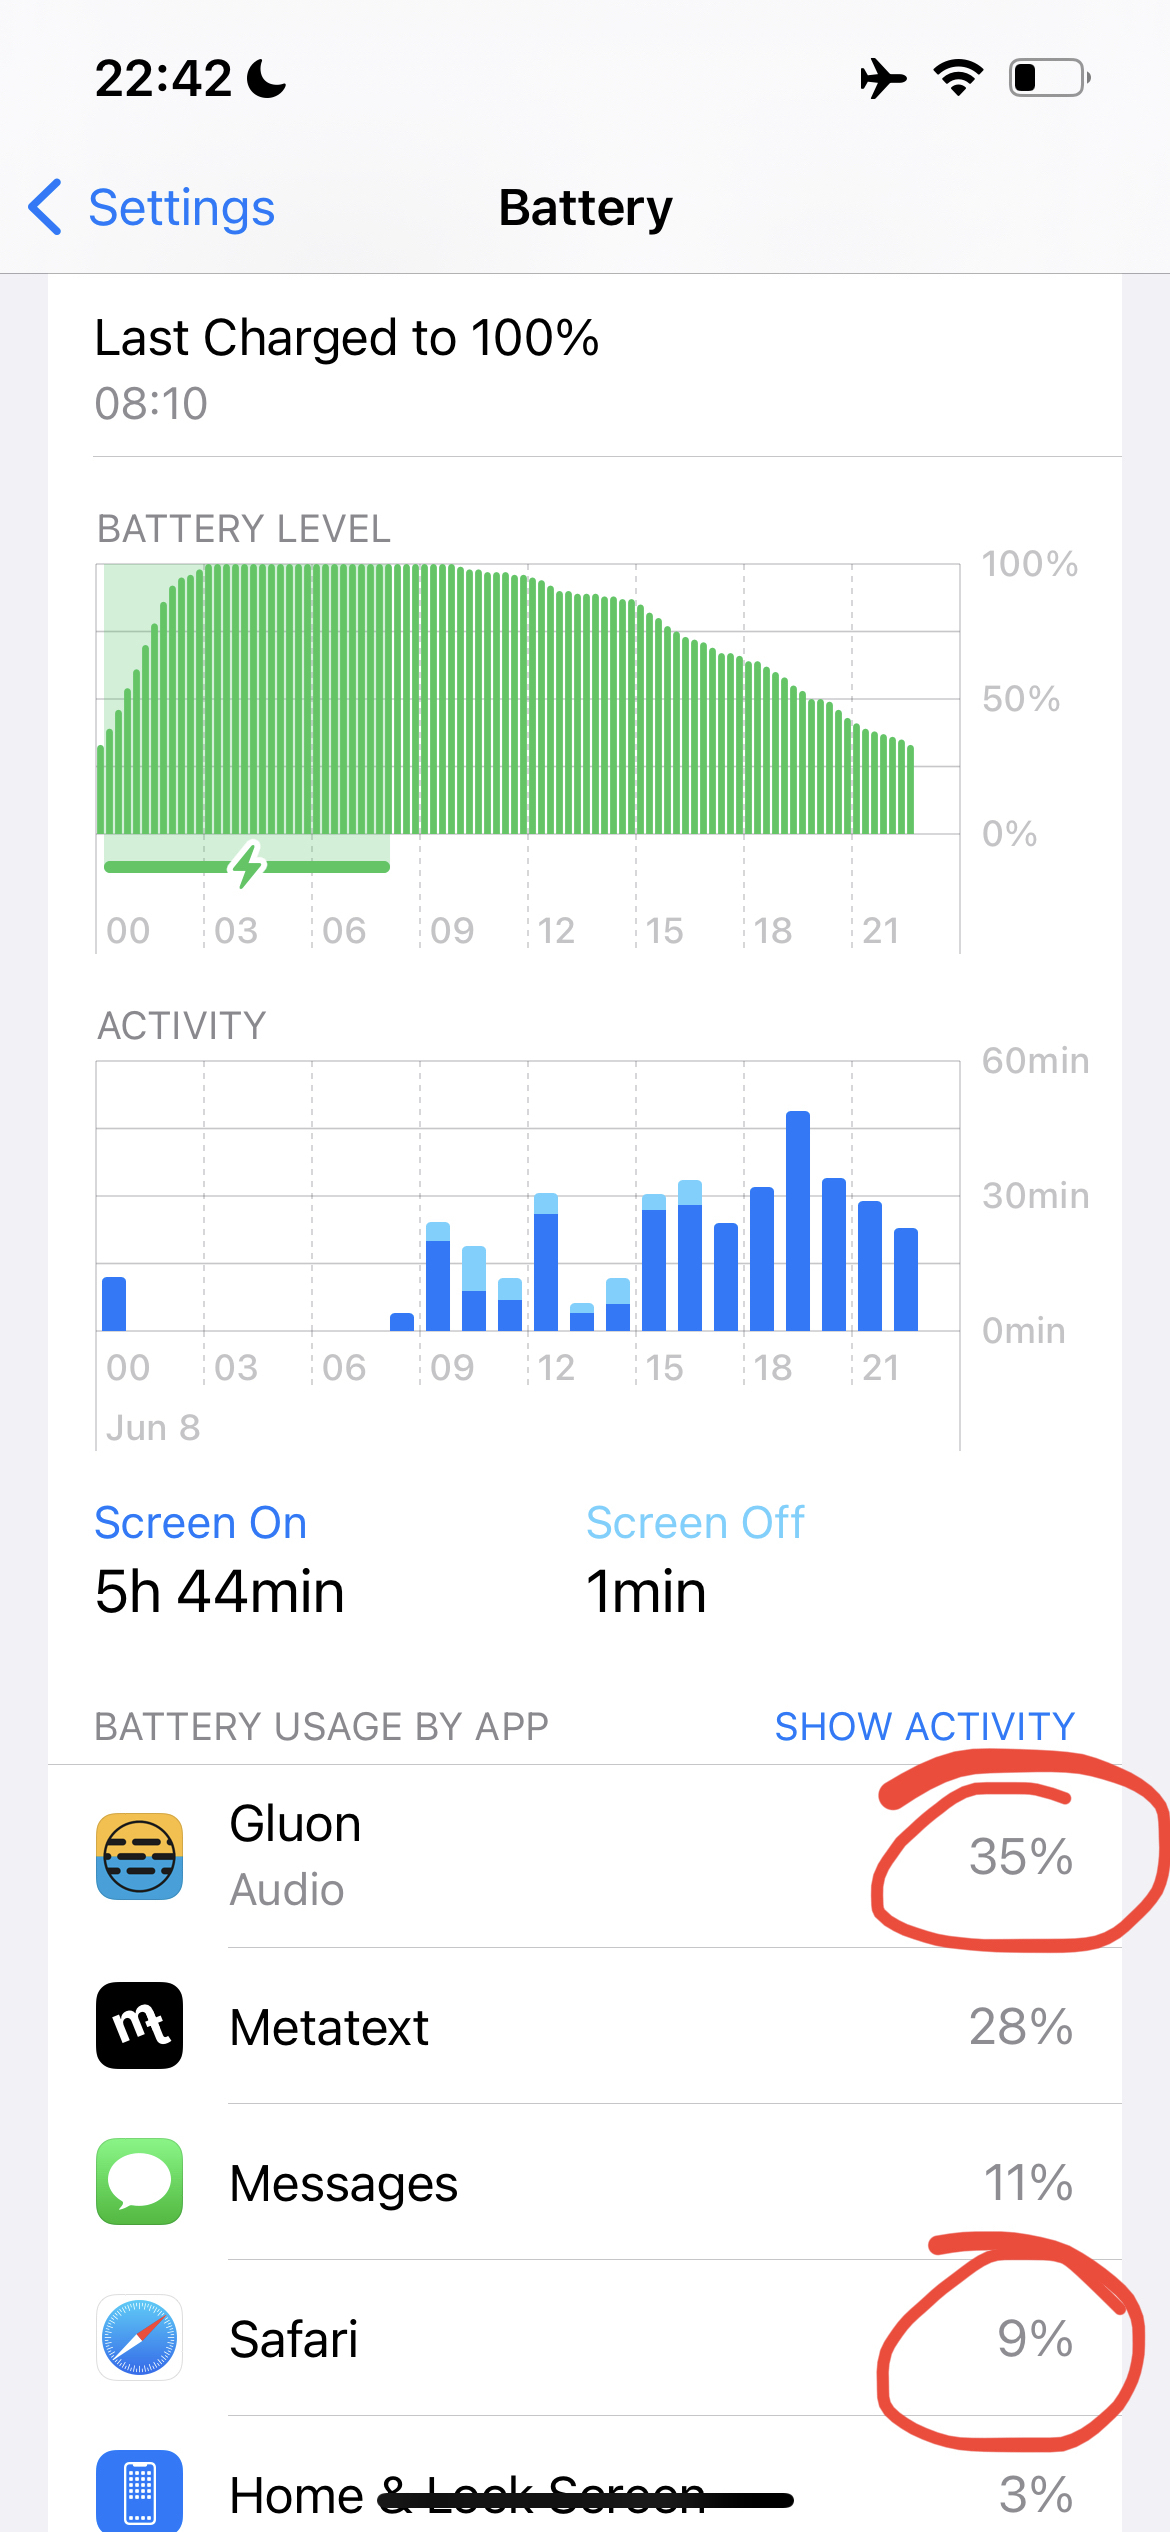 22:42
Settings
Battery
Last Charged to 100%
08:10
BATTERY LEVEL
100%
50%
0%
00 03 06 09 12 15 18 21
ACTIVITY
60min
30min
0min
00 03 06 09 12 15 18 21
Jun 8
Screen On
Screen Off
5h 44min
1min
BATTERY USAGE BY APP
SHOW ACTIVITY
Gluon
35%
Audio
mt
Metatext
28%
Messages
11%
Safari
9%
Home & Lock Screen
3%